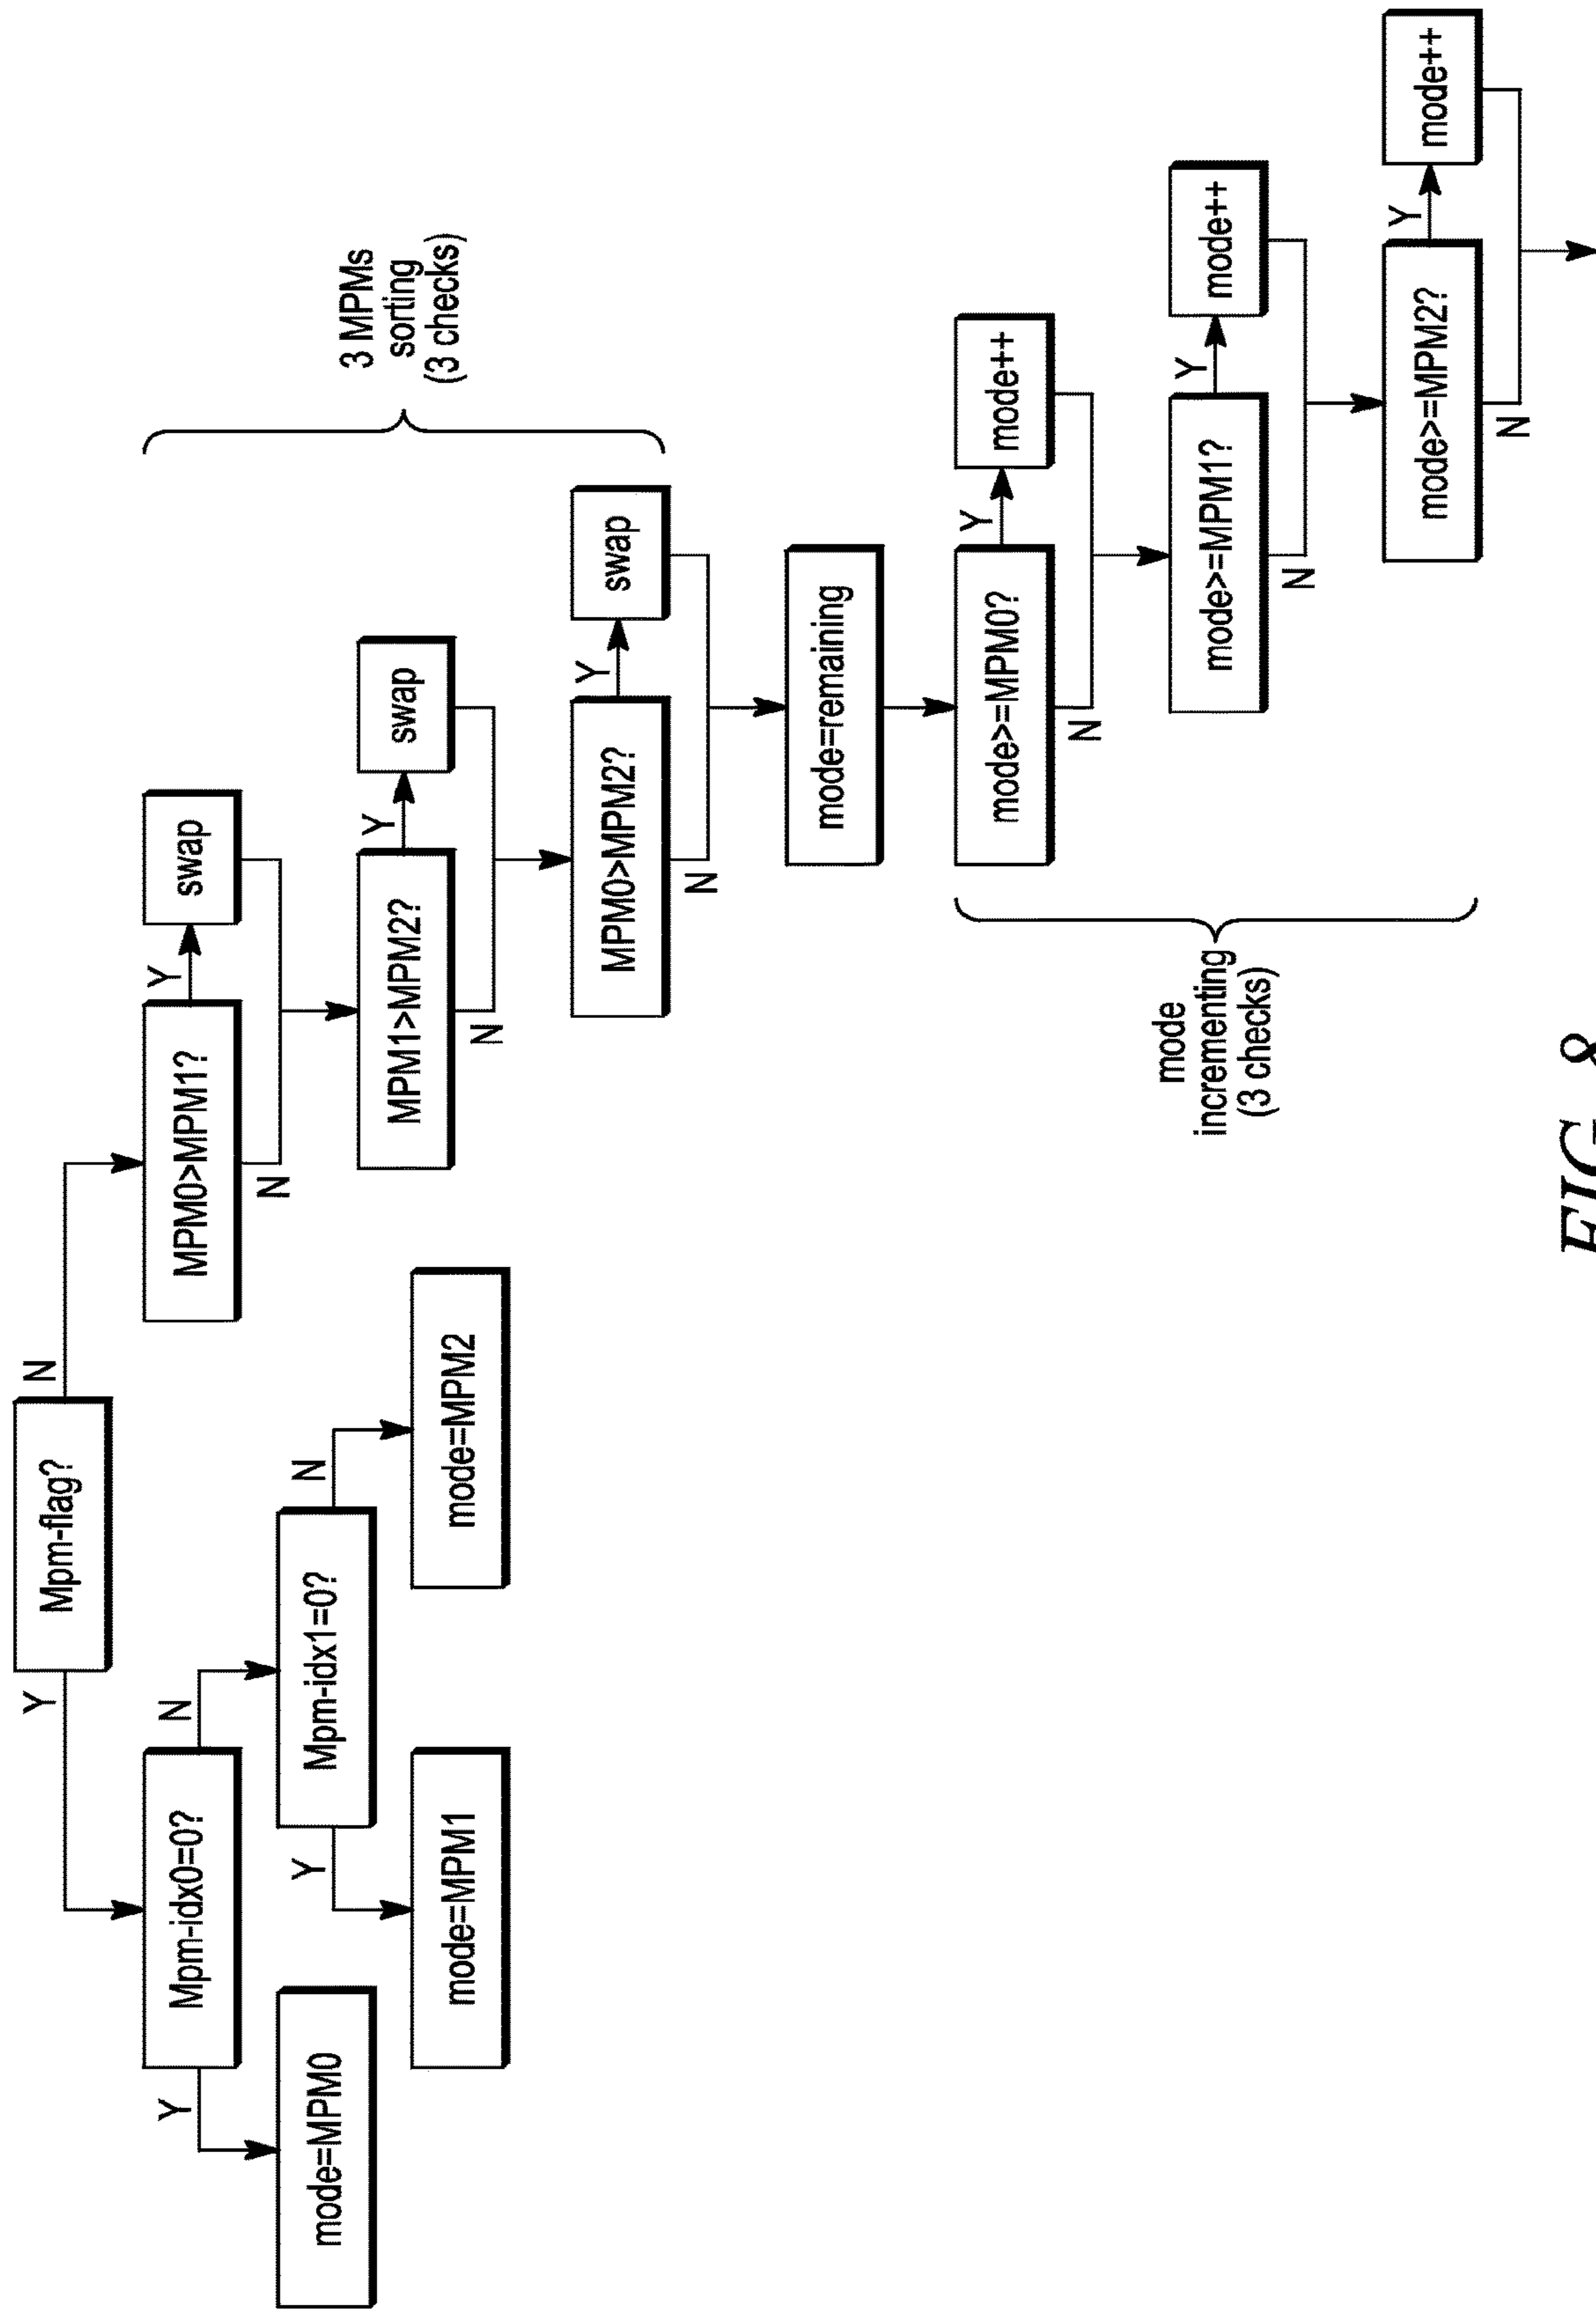 Mpm-flag?
Y
N
Mpm-idx0=0?
Y
N
mode=MPM0
Mpm-idx1=0?
Y
N
mode=MPM1
mode=MPM2
MPM0>MPM1?
Y
swap
N
MPM1>MPM2?
Y
swap
N
MPM0>MPM2?
Y
swap
N
3 MPMs
sorting
(3 checks)
mode=remaining
mode>=MPM0?
Y
mode++
N
mode>=MPM1?
Y
mode++
N
mode>=MPM2?
Y
mode++
N
mode
incrementing
(3 checks)
FIG. 8